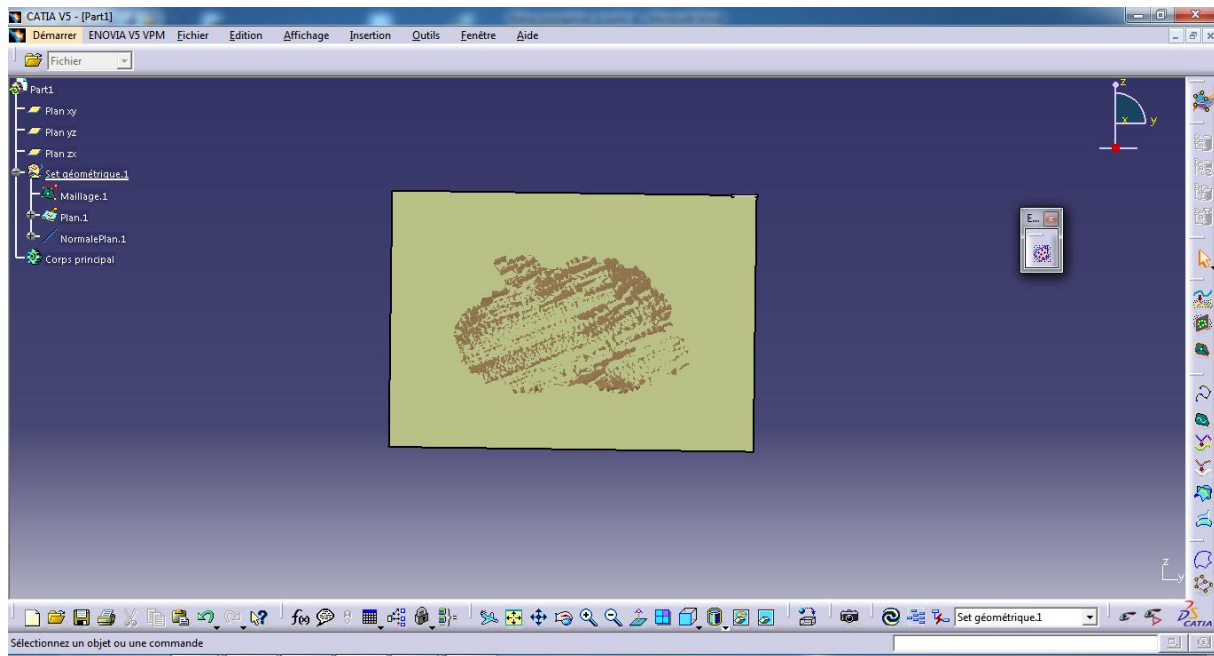 CATIA V5 - [Part1]
Démarrer ENOVIA V5 VPM Fichier Edition Affichage Insertion Outils Fenêtre Aide
Fichier
Part1
Plan xy
Plan yz
Plan zx
Set géométrique.1
Maillage.1
Plan.1
NormalePlan.1
Corps principal
z
x y
E...
z
y
f(x)
Set géométrique.1
CATIA
Sélectionnez un objet ou une commande